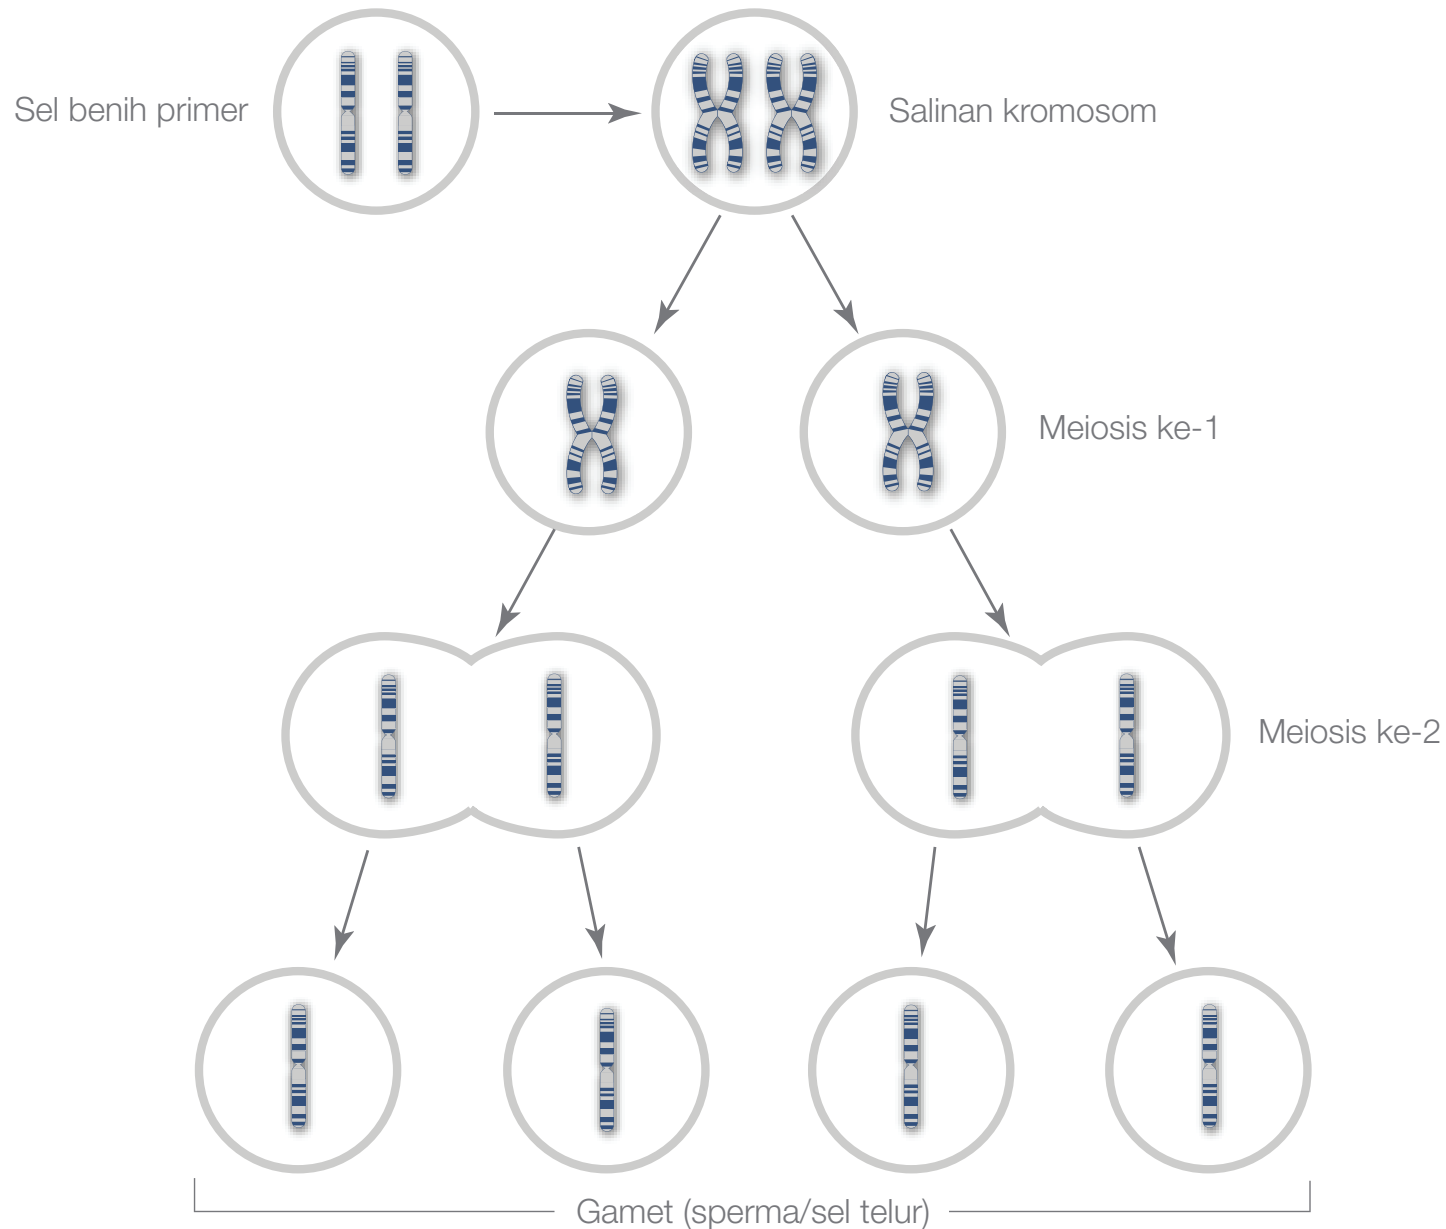 Sel benih primer
Salinan kromosom
Meiosis ke-1
Meiosis ke-2
Gamet (sperma/sel telur)